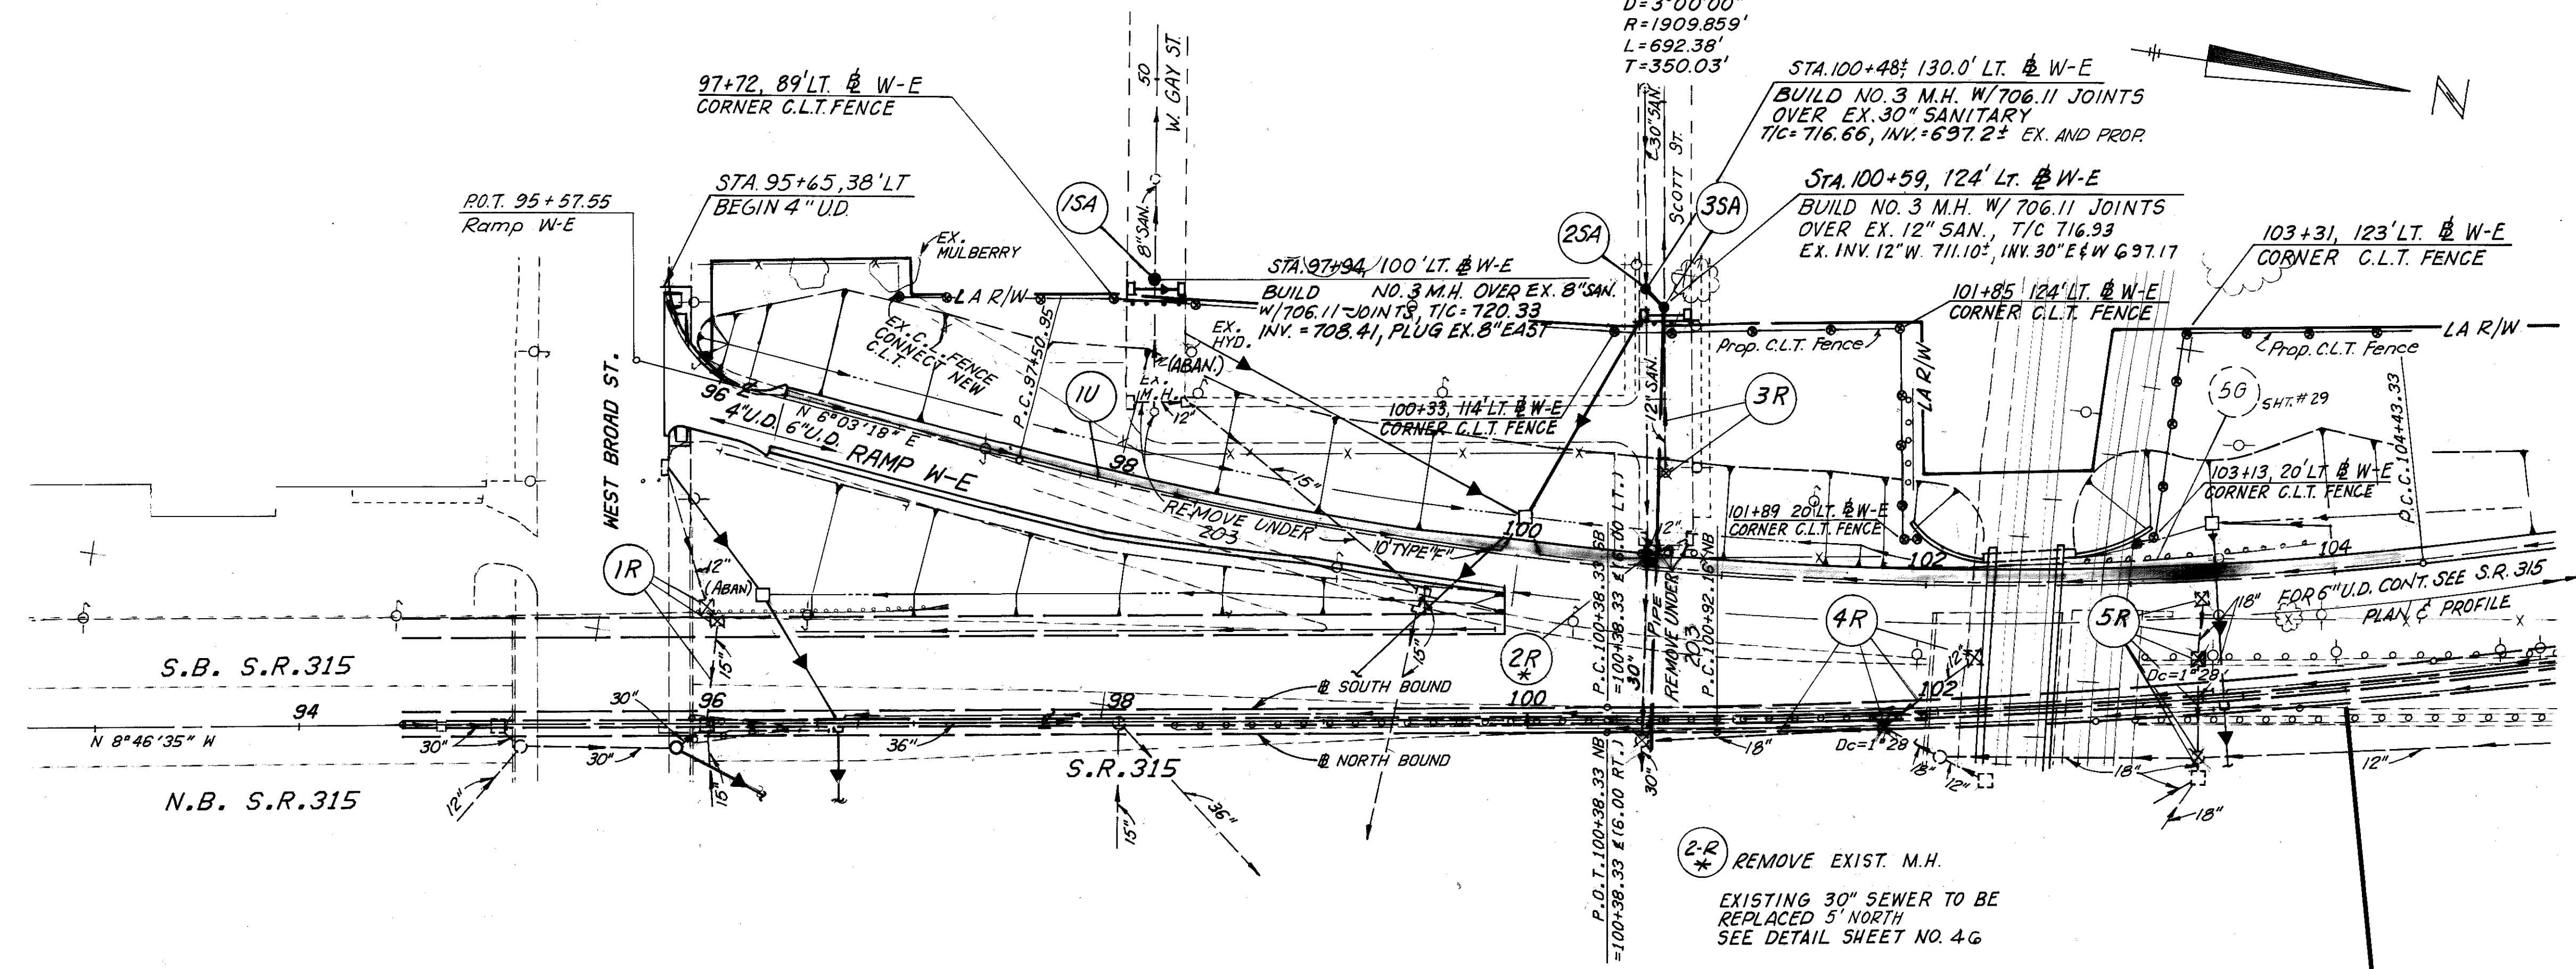 D=3°00'00"
R=1909.859'
L=692.38'
T=350.03'
97+72, 89'LT. ℄ W-E
CORNER C.L.T. FENCE
50
W. GAY ST.
8"SAN.
STA. 100+48± 130.0' LT. ℄ W-E
BUILD NO. 3 M.H. W/706.11 JOINTS
OVER EX. 30" SANITARY
T/C= 716.66, INV.=697.2± EX. AND PROP.
N
STA. 100+59, 124' LT. ℄ W-E
BUILD NO. 3 M.H. W/ 706.11 JOINTS
OVER EX. 12" SAN., T/C 716.93
EX. INV. 12"W. 711.10±, INV. 30"E&W 697.17
30"SAN.
SCOTT ST.
P.O.T. 95+57.55
Ramp W-E
STA. 95+65, 38'LT
BEGIN 4"U.D.
1SA
2SA
3SA
EX.
MULBERRY
103+31, 123'LT. ℄ W-E
CORNER C.L.T. FENCE
STA. 97+94, 100'LT. ℄ W-E
BUILD NO. 3 M.H. OVER EX. 8"SAN.
W/706.11 JOINTS, T/C= 720.33
INV. = 708.41, PLUG EX. 8"EAST
LA R/W
101+85 124'LT. ℄ W-E
CORNER C.L.T. FENCE
LA R/W
EX. C.L. FENCE
CONNECT NEW
C.L.T.
P.C. 97+50.95
EX.
HYD.
(ABAN.)
EX.
M.H.
12"
Prop. C.L.T. Fence
Prop. C.L.T. Fence
LA R/W
WEST BROAD ST.
96
4"U.D. 6"U.D.
N 6°03'18" E
RAMP W-E
1U
98
100+33, 114'LT. ℄ W-E
CORNER C.L.T. FENCE
12"SAN.
3R
5G
SHT.#29
P.C.C. 104+43.33
15"
REMOVE UNDER
203
10'TYPE "F"
100
103+13, 20'LT. ℄ W-E
CORNER C.L.T. FENCE
101+89 20'LT. ℄ W-E
CORNER C.L.T. FENCE
12"
102
104
1R
12"
(ABAN)
15"
15"
2R
*
P.C. 100+38.33 SB
=100+38.33 ℄ (16.00 LT.)
30" PIPE
REMOVE UNDER
203
P.C. 100+92.16 NB
4R
12"
5R
18"
FOR 6"U.D. CONT. SEE S.R. 315
PLAN & PROFILE
Dc=1°28'
S.B. S.R.315
94
N 8°46'35" W
30"
30"
30"
96
98
36"
℄ SOUTH BOUND
100
102
S.R.315
℄ NORTH BOUND
18"
Dc=1°28
18"
12"
18"
12"
18"
N.B. S.R.315
12"
15"
15"
36"
30"
P.O.T. 100+38.33 NB
=100+38.33 ℄ (16.00 RT.)
2-R
*
REMOVE EXIST. M.H.
EXISTING 30" SEWER TO BE
REPLACED 5' NORTH
SEE DETAIL SHEET NO. 46